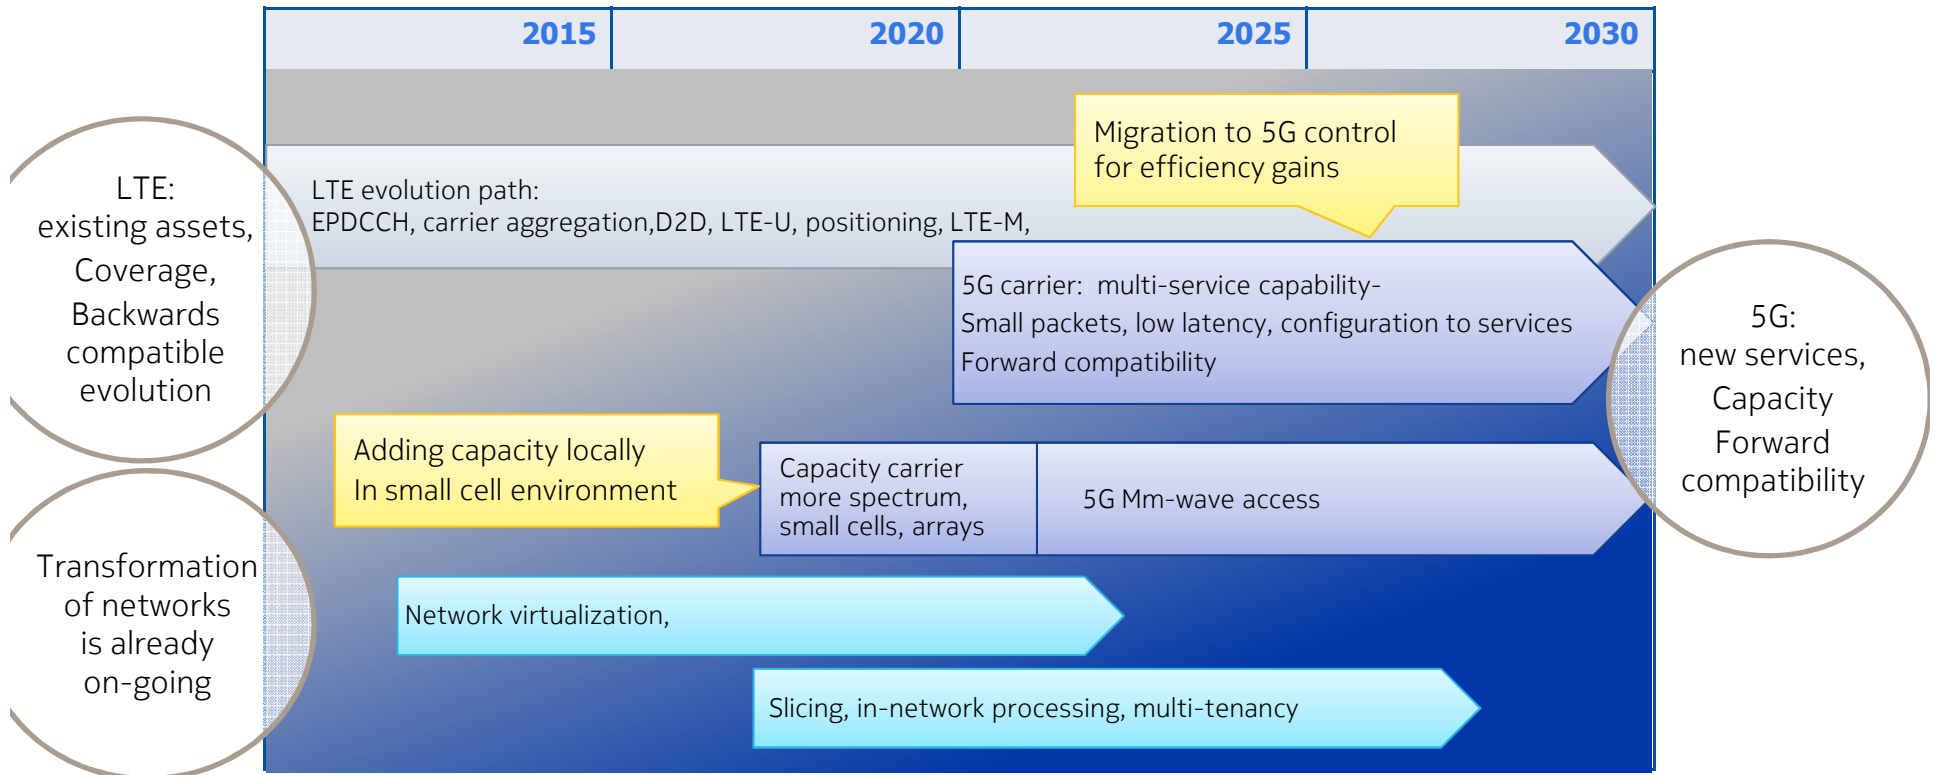 2015
2020
2025
2030
Migration to 5G control
for efficiency gains
LTE:
existing assets,
Coverage,
Backwards
compatible
evolution
LTE evolution path:
EPDCCH, carrier aggregation,D2D, LTE-U, positioning, LTE-M,
5G carrier:  multi-service capability-
Small packets, low latency, configuration to services
Forward compatibility
5G:
new services,
Capacity
Forward
compatibility
Adding capacity locally
In small cell environment
Capacity carrier
more spectrum,
small cells, arrays
5G Mm-wave access
Transformation
of networks
is already
on-going
Network virtualization,
Slicing, in-network processing, multi-tenancy